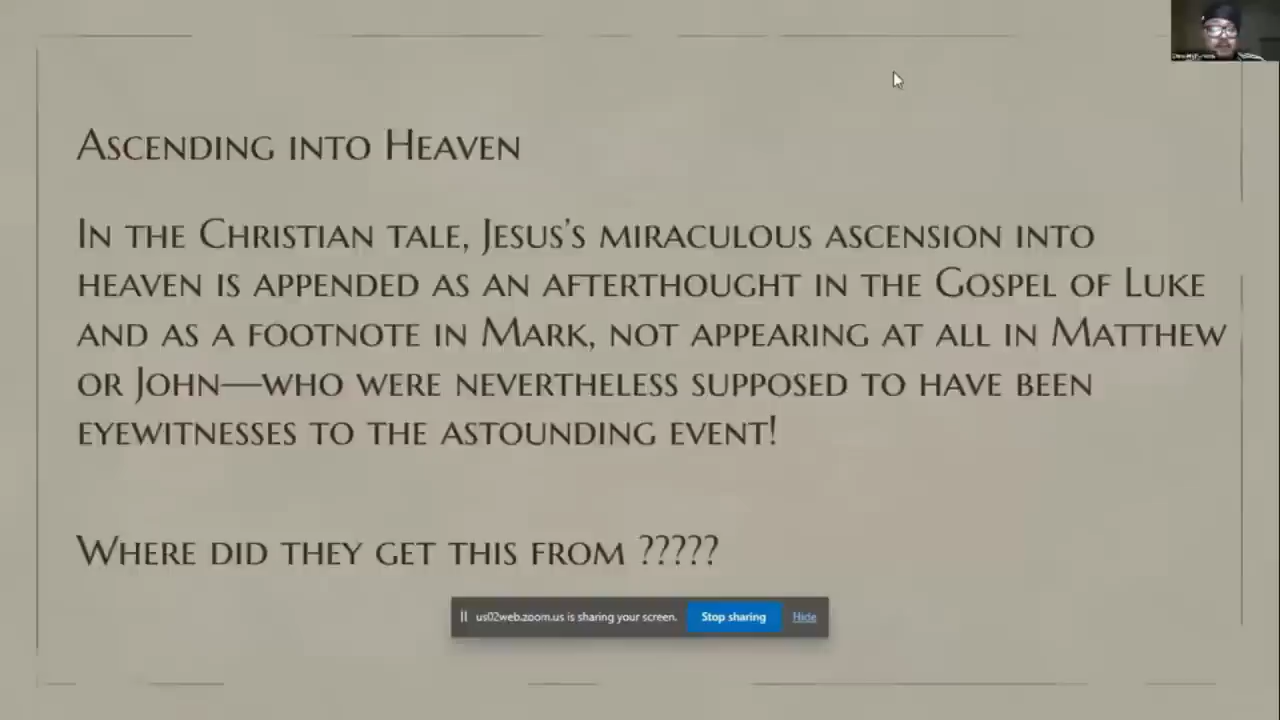 Ascending into Heaven
In the Christian tale, Jesus’s miraculous ascension into
heaven is appended as an afterthought in the Gospel of Luke
and as a footnote in Mark, not appearing at all in Matthew
or John—who were nevertheless supposed to have been
eyewitnesses to the astounding event!
Where did they get this from ?????
us02web.zoom.us is sharing your screen. Stop sharing Hide